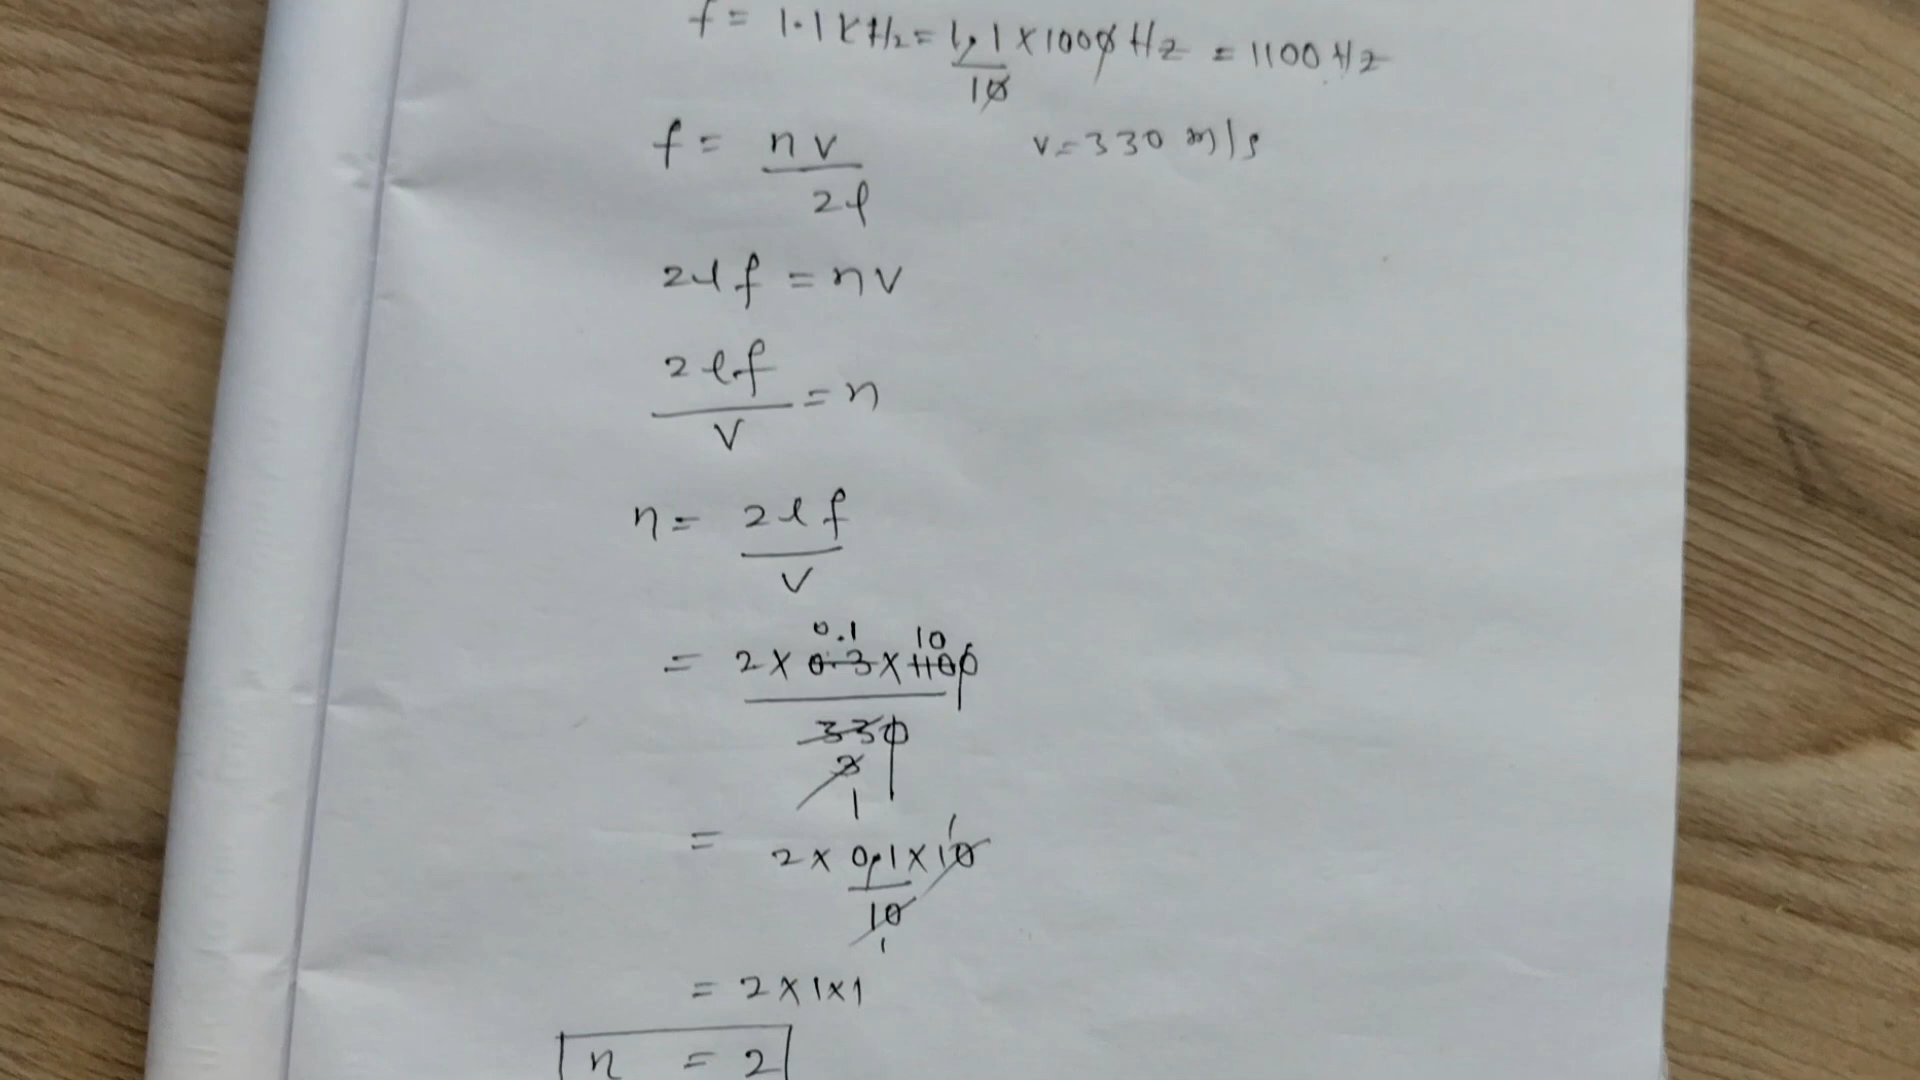 f = 1.1 KHz = 1.1/10 × 1000 Hz = 1100 Hz
f = nv/2l v = 330 m/s
2lf = nv
2lf/v = n
n = 2lf/v
0.1 10
= 2 × 0.3 × 1100
330
3
1
1
= 2 × 0.1 × 10
10
1
= 2 × 1 × 1
n = 2